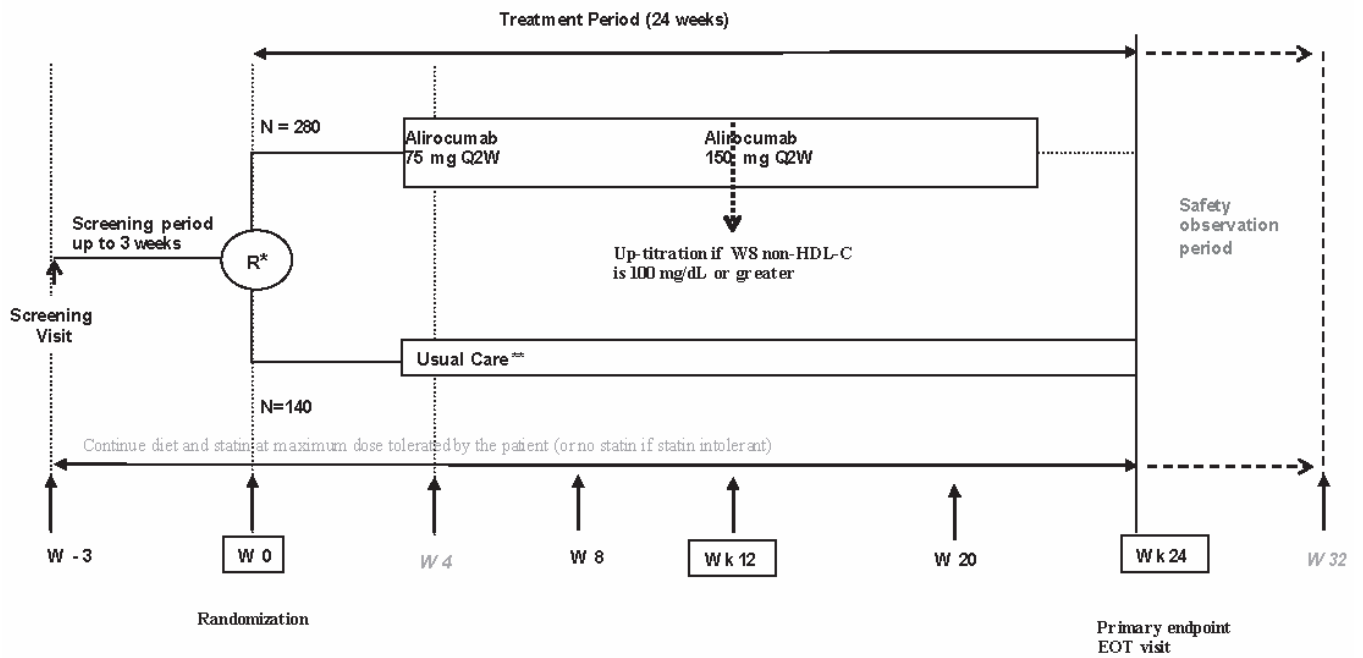 Treatment Period (24 weeks)
N = 280
Alirocumab
75 mg Q2W
Alirocumab
150 mg Q2W
Screening period
up to 3 weeks
Safety
observation
period
R*
Up-titration if W8 non-HDL-C
is 100 mg/dL or greater
Screening
Visit
Usual Care**
N=140
Continue diet and statin at maximum dose tolerated by the patient (or no statin if statin intolerant)
W -3
W 0
W 4
W 8
Wk 12
W 20
Wk 24
W 32
Randomization
Primary endpoint
EOT visit